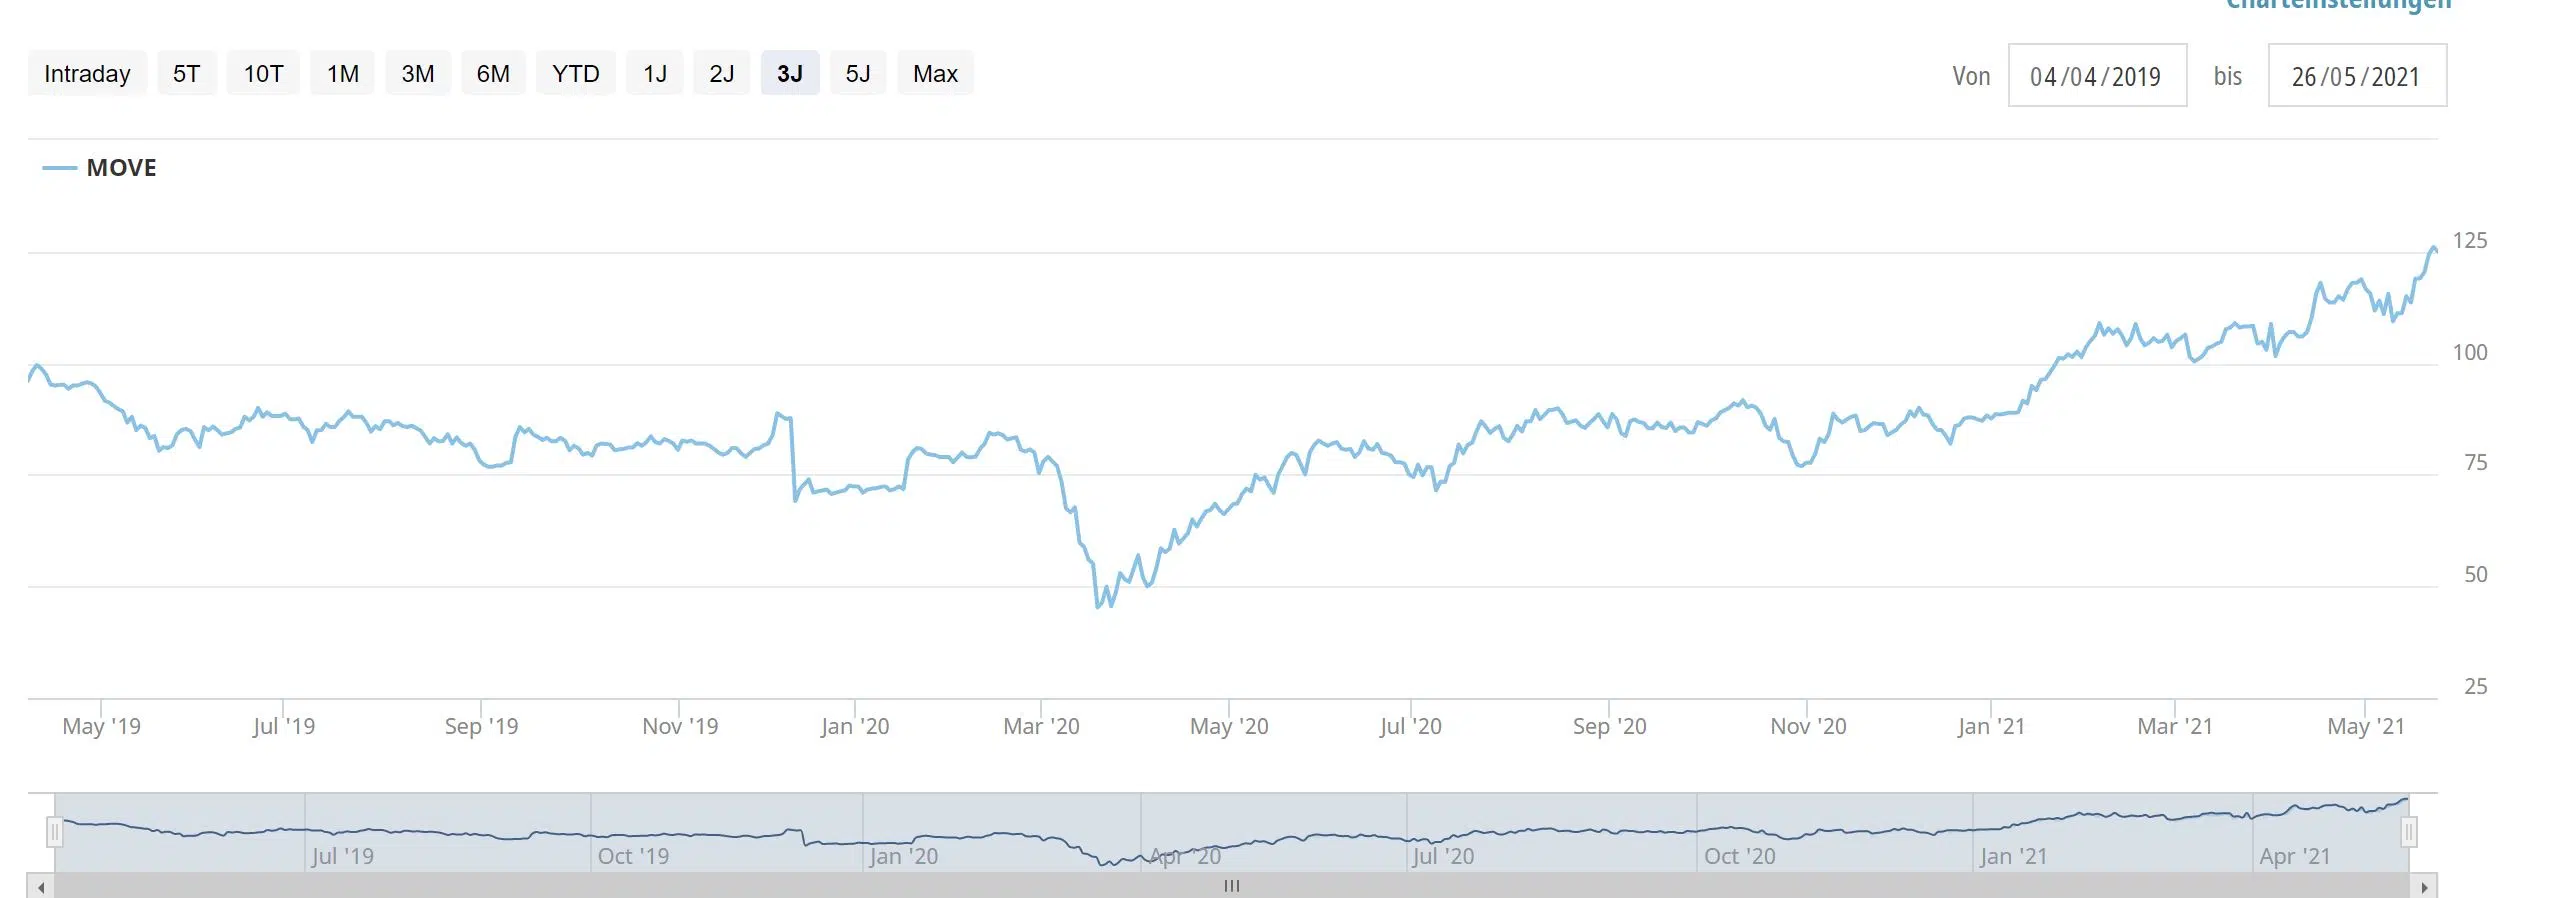 Charteinstellungen
Intraday 5T 10T 1M 3M 6M YTD 1J 2J 3J 5J Max Von 04/04/2019 bis 26/05/2021
MOVE
125
100
75
50
25
May '19 Jul '19 Sep '19 Nov '19 Jan '20 Mar '20 May '20 Jul '20 Sep '20 Nov '20 Jan '21 Mar '21 May '21
Jul '19 Oct '19 Jan '20 Apr '20 Jul '20 Oct '20 Jan '21 Apr '21